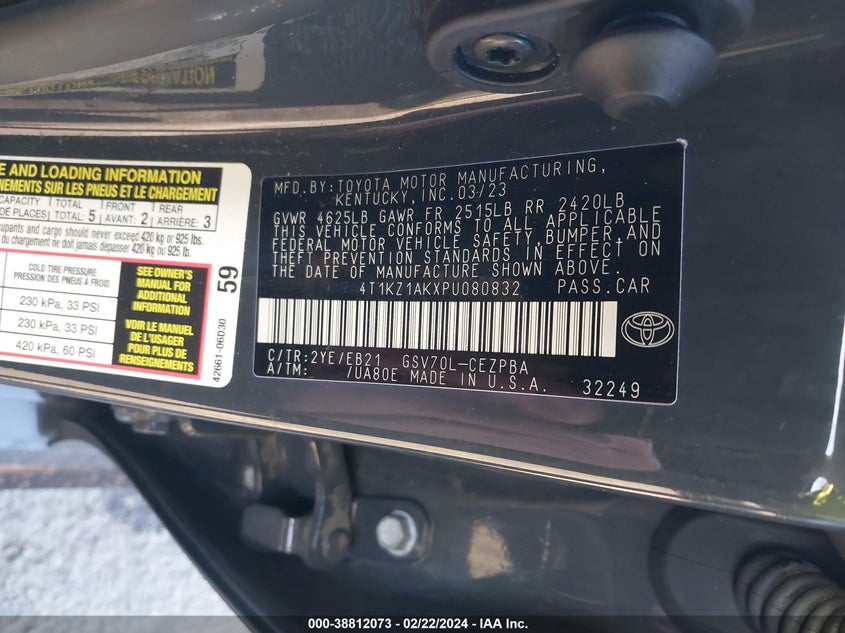 E AND LOADING INFORMATION
NEMENTS SUR LES PNEUS ET LE CHARGEMENT
CAPACITY TOTAL: 5 FRONT AVANT: 2 REAR ARRIÈRE: 3
DE PLACES
cupants and cargo should never exceed 420 kg or 925 lbs.
du chargement ne doit jamais dépasser 420 kg ou 925 lb.
COLD TIRE PRESSURE
PRESSION DES PNEUS À FROID
230 kPa, 33 PSI
230 kPa, 33 PSI
420 kPa, 60 PSI
SEE OWNER'S
MANUAL FOR
ADDITIONAL
INFORMATION
VOIR LE MANUEL
DE L'USAGER
POUR PLUS DE
RENSEIGNEMENTS
59
42661-06D30
MFD. BY: TOYOTA MOTOR MANUFACTURING,
KENTUCKY, INC. 03/23
GVWR 4625LB GAWR FR 2515LB RR 2420LB
THIS VEHICLE CONFORMS TO ALL APPLICABLE
FEDERAL MOTOR VEHICLE SAFETY, BUMPER AND
THEFT PREVENTION STANDARDS IN EFFECT ON
THE DATE OF MANUFACTURE SHOWN ABOVE.
4T1KZ1AKXPU080832 PASS. CAR
C/TR: 2YE/EB21 GSV70L-CEZPBA
A/TM: 7UA80E MADE IN U.S.A. 32249
000-38812073 - 02/22/2024 - IAA Inc.